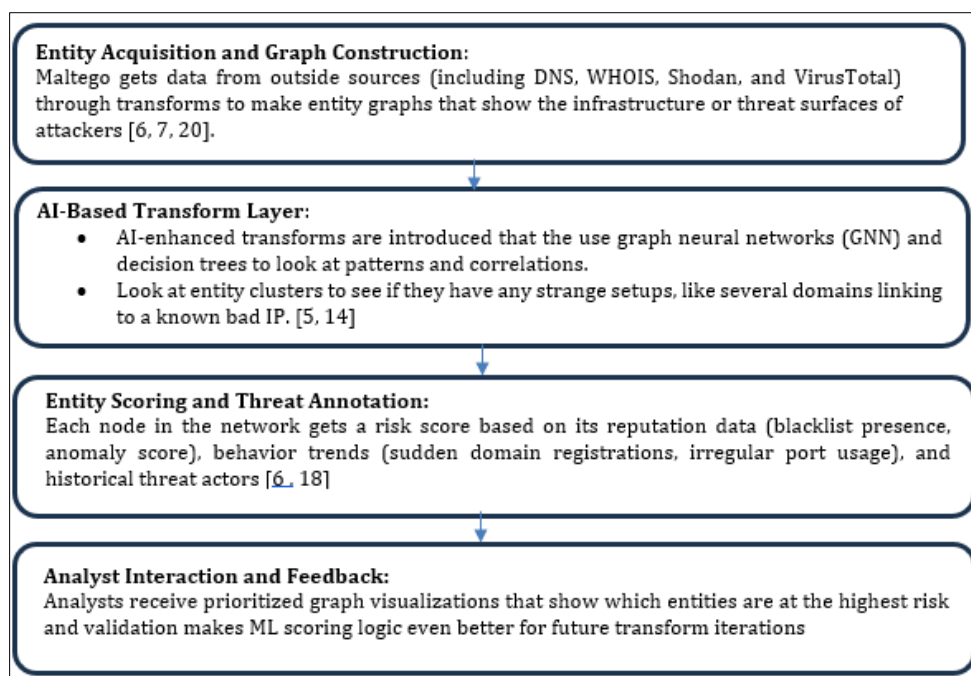 Entity Acquisition and Graph Construction:
Maltego gets data from outside sources (including DNS, WHOIS, Shodan, and VirusTotal)
through transforms to make entity graphs that show the infrastructure or threat surfaces of
attackers [6, 7, 20].
AI-Based Transform Layer:
• AI-enhanced transforms are introduced that the use graph neural networks (GNN) and
decision trees to look at patterns and correlations.
• Look at entity clusters to see if they have any strange setups, like several domains linking
to a known bad IP. [5, 14]
Entity Scoring and Threat Annotation:
Each node in the network gets a risk score based on its reputation data (blacklist presence,
anomaly score), behavior trends (sudden domain registrations, irregular port usage), and
historical threat actors [6 , 18]
Analyst Interaction and Feedback:
Analysts receive prioritized graph visualizations that show which entities are at the highest risk
and validation makes ML scoring logic even better for future transform iterations